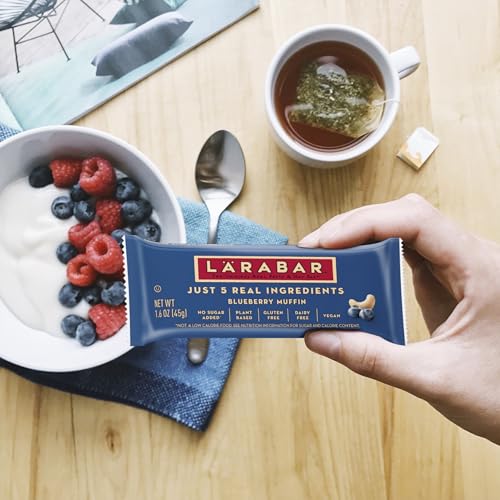 LÄRABAR
JUST 5 REAL INGREDIENTS
BLUEBERRY MUFFIN
NET WT
1.6 OZ (45g)
NO SUGAR ADDED*
PLANT BASED
GLUTEN FREE
DAIRY FREE
VEGAN
*NOT A LOW CALORIE FOOD. SEE NUTRITION INFORMATION FOR SUGAR AND CALORIE CONTENT.